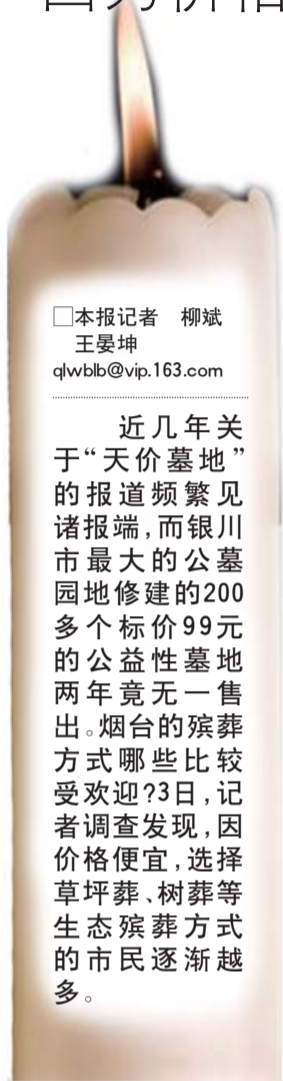 □本报记者 柳斌
王晏坤
qlwblb@vip.163.com
近几年关
于“天价墓地”
的报道频繁见
诸报端,而银川
市最大的公墓
园地修建的200
多个标价99元
的公益性墓地
两年竟无一售
出。烟台的殡葬
方式哪些比较
受欢迎?3日,记
者调查发现,因
价格便宜,选择
草坪葬、树葬等
生态殡葬方式
的市民逐渐越
多。